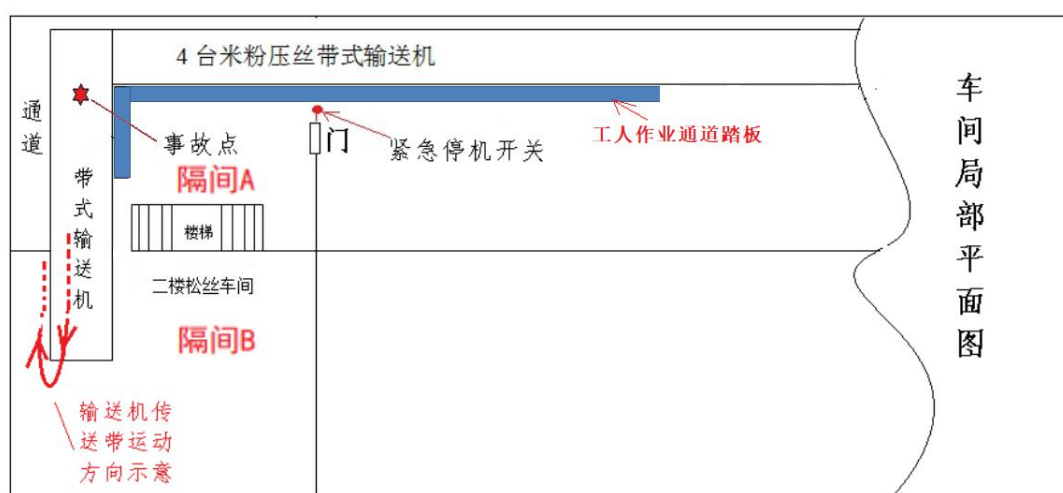 4台米粉压丝带式输送机
通道
事故点
门
紧急停机开关
工人作业通道踏板
隔间A
带式输送机
楼梯
二楼松丝车间
隔间B
输送机传
送带运动
方向示意
车间局部平面图